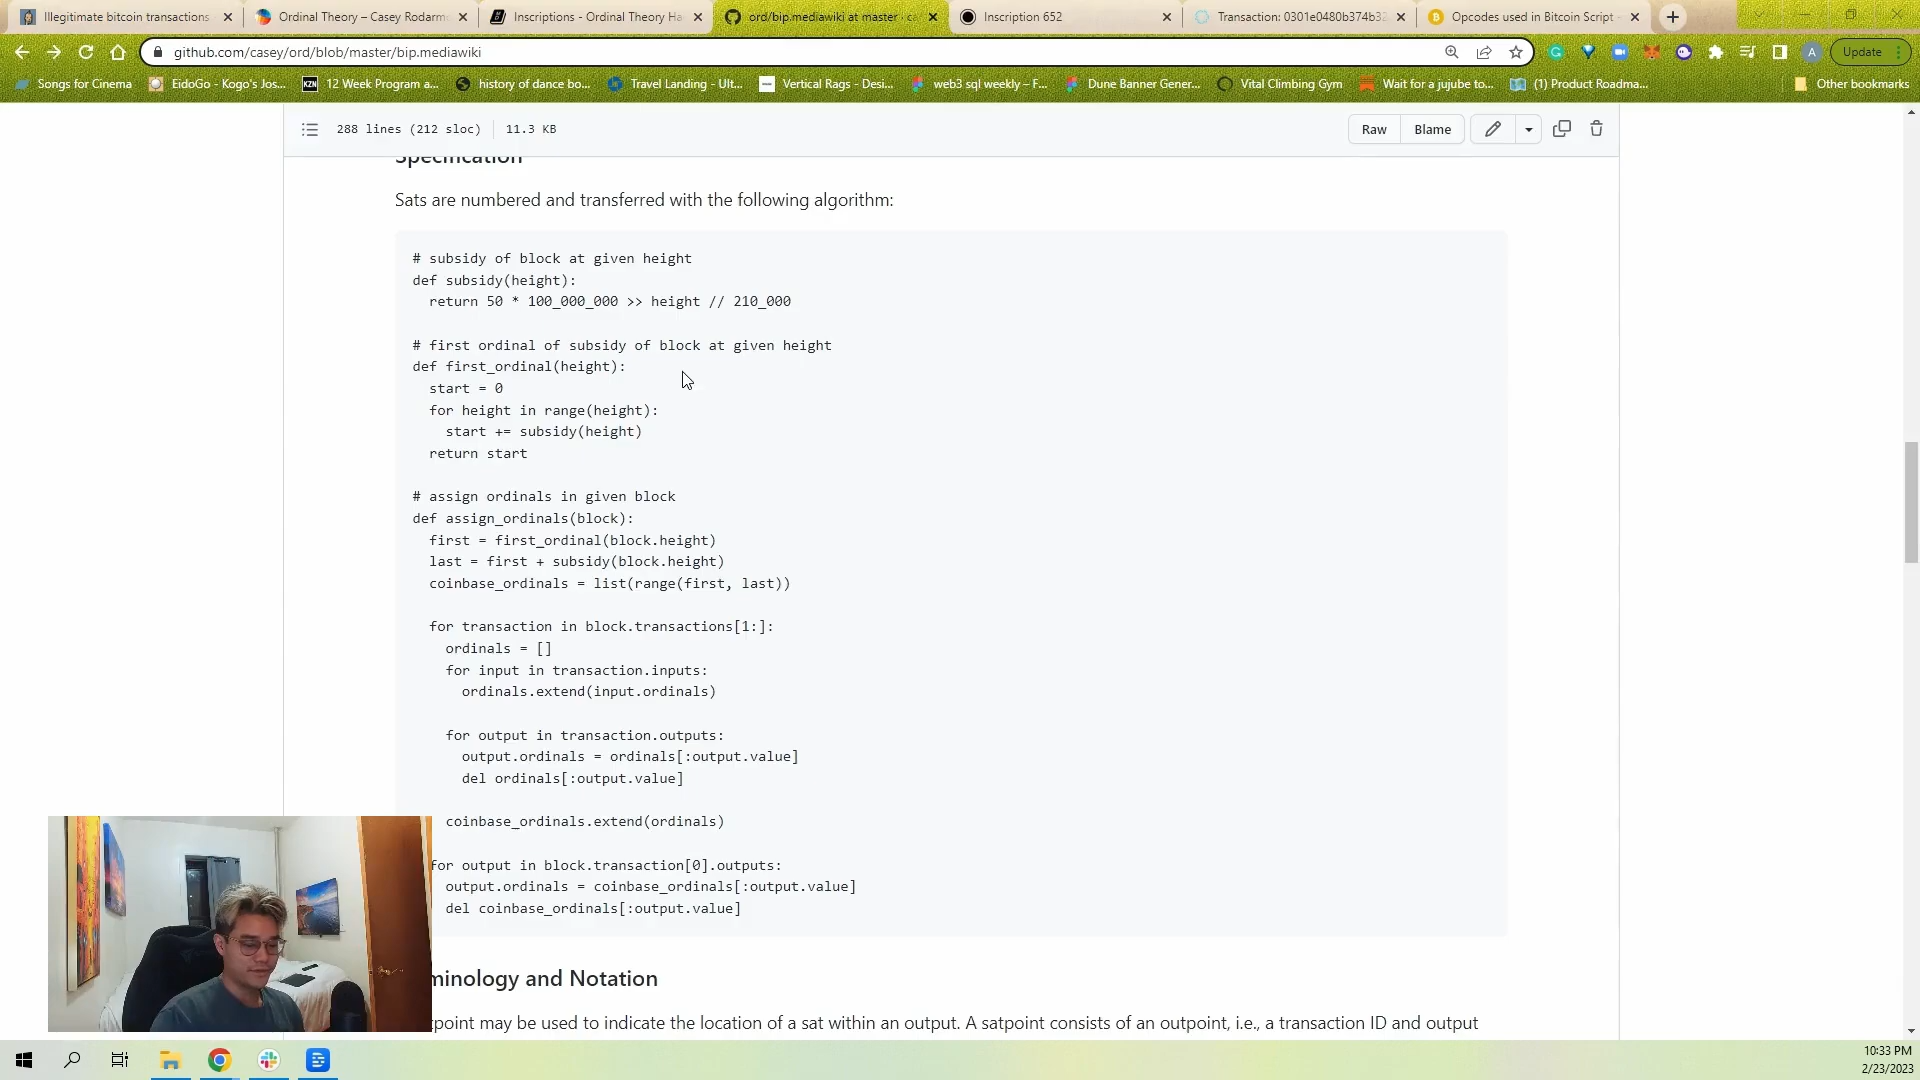 Illegitimate bitcoin transactions
Ordinal Theory – Casey Rodarm
Inscriptions - Ordinal Theory Ha
ord/bip.mediawiki at master · ca
Inscription 652
Transaction: 0301e0480b374b32
Opcodes used in Bitcoin Script -
github.com/casey/ord/blob/master/bip.mediawiki
A
Update
Songs for Cinema
EidoGo - Kogo's Jos...
KZN
12 Week Program a...
history of dance bo...
Travel Landing - Ult...
Vertical Rags - Desi...
web3 sql weekly – F...
Dune Banner Gener...
Vital Climbing Gym
Wait for a jujube to...
(1) Product Roadma...
Other bookmarks
288 lines (212 sloc)
11.3 KB
Raw
Blame
Specification
Sats are numbered and transferred with the following algorithm:
# subsidy of block at given height
def subsidy(height):
  return 50 * 100_000_000 >> height // 210_000
# first ordinal of subsidy of block at given height
def first_ordinal(height):
  start = 0
  for height in range(height):
    start += subsidy(height)
  return start
# assign ordinals in given block
def assign_ordinals(block):
  first = first_ordinal(block.height)
  last = first + subsidy(block.height)
  coinbase_ordinals = list(range(first, last))
  for transaction in block.transactions[1:]:
    ordinals = []
    for input in transaction.inputs:
      ordinals.extend(input.ordinals)
    for output in transaction.outputs:
      output.ordinals = ordinals[:output.value]
      del ordinals[:output.value]
    coinbase_ordinals.extend(ordinals)
  for output in block.transaction[0].outputs:
    output.ordinals = coinbase_ordinals[:output.value]
    del coinbase_ordinals[:output.value]
minology and Notation
tpoint may be used to indicate the location of a sat within an output. A satpoint consists of an outpoint, i.e., a transaction ID and output
10:33 PM
2/23/2023